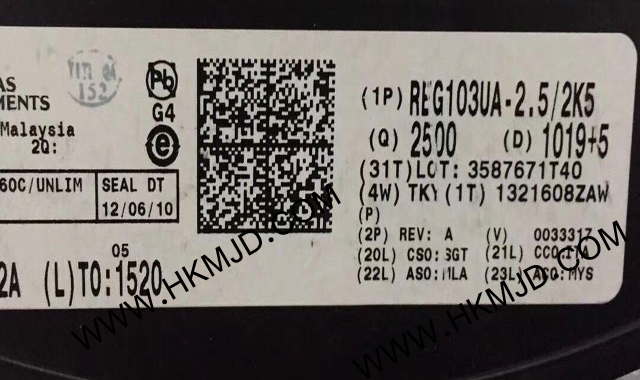 AS
MENTS
Malaysia
2Q:
Pb
G4
e
60C/UNLIM
SEAL DT
12/06/10
05
2A (L)TO:1520
(1P) REG103UA-2.5/2K5
(Q) 2500 (D) 1019+5
(31T)LOT: 3587671T40
(4W) TKY(1T) 1321608ZAW
(P)
(2P) REV: A (V) 0033317
(20L) CSO:SGT (21L) CCO:
(22L) ASO:MLA (23L) ACO:MYS
WWW.HKMJD.COM
WWW.HKMJD.COM